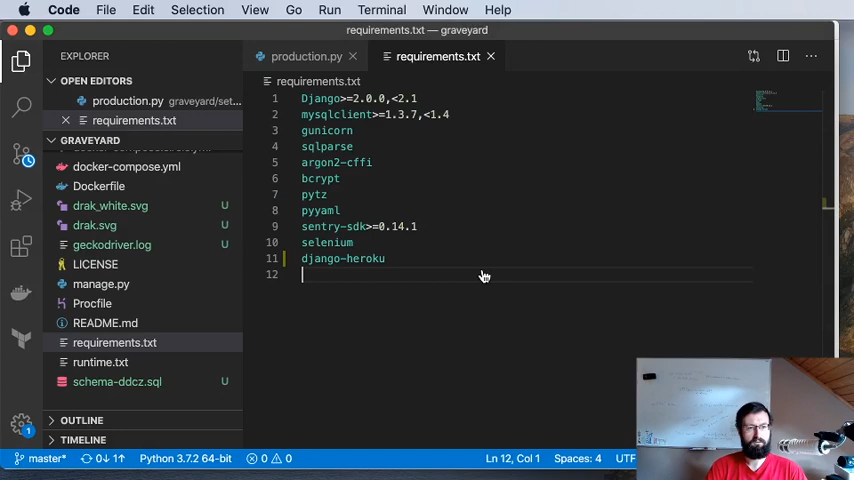 Code File Edit Selection View Go Run Terminal Window Help
requirements.txt — graveyard
EXPLORER
production.py
requirements.txt
OPEN EDITORS
production.py graveyard/set...
requirements.txt
GRAVEYARD
docker-compose.yml
Dockerfile
drak_white.svg U
drak.svg U
geckodriver.log U
LICENSE
manage.py
Procfile
README.md
requirements.txt
runtime.txt
schema-ddcz.sql U
OUTLINE
TIMELINE
requirements.txt
1 Django>=2.0.0,<2.1
2 mysqlclient>=1.3.7,<1.4
3 gunicorn
4 sqlparse
5 argon2-cffi
6 bcrypt
7 pytz
8 pyyaml
9 sentry-sdk>=0.14.1
10 selenium
11 django-heroku
12
1
master* 0↓ 1↑ Python 3.7.2 64-bit 0 0 Ln 12, Col 1 Spaces: 4 UTF